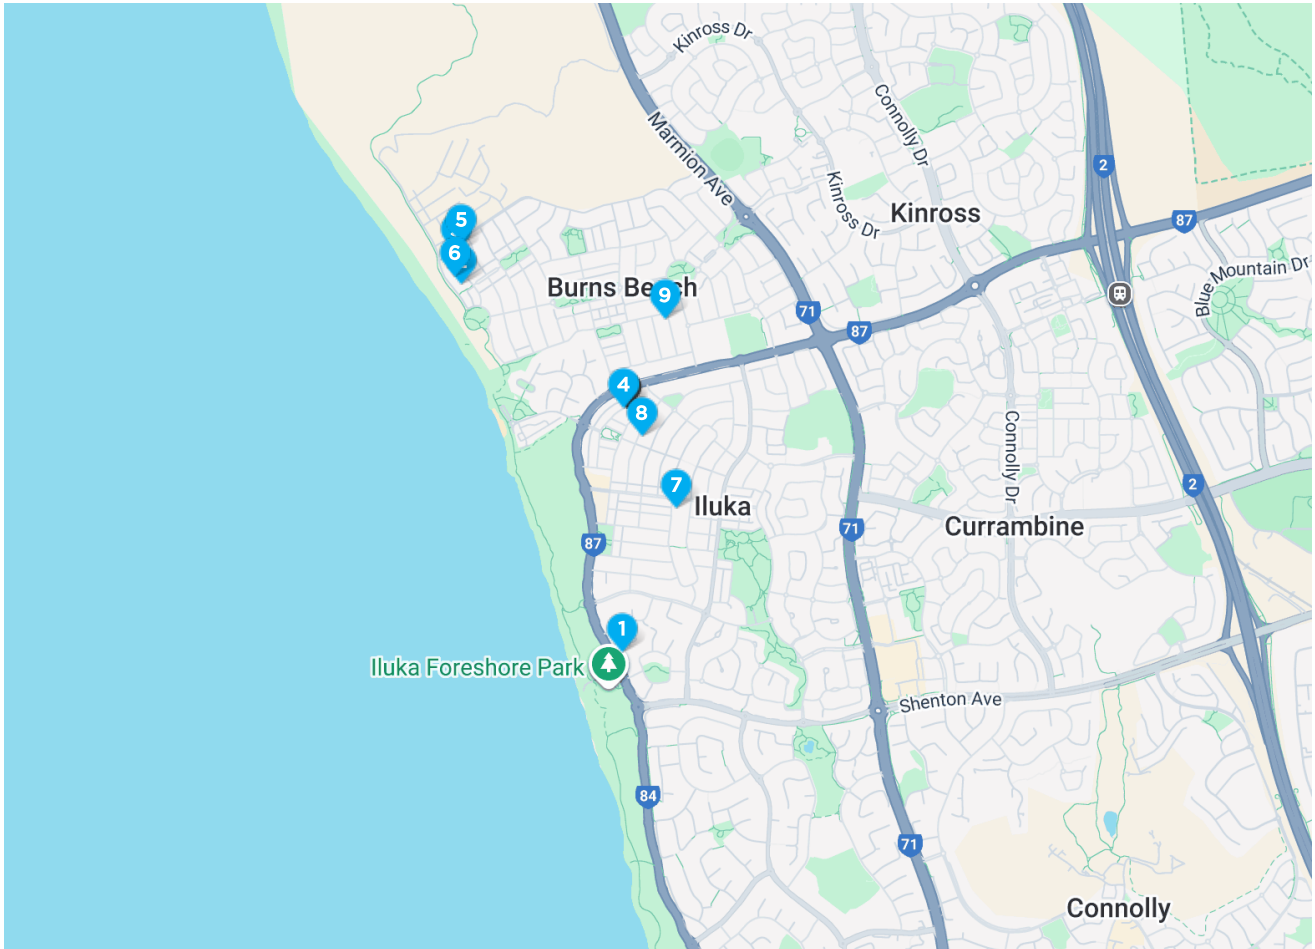 Kinross Dr
Connolly Dr
Marmion Ave
2
Kinross Dr
Kinross
87
5
6
Blue Mountain Dr
Burns Beach
9
71
87
4
8
Connolly Dr
7
Iluka
2
Currambine
71
87
1
Iluka Foreshore Park
Shenton Ave
84
71
Connolly